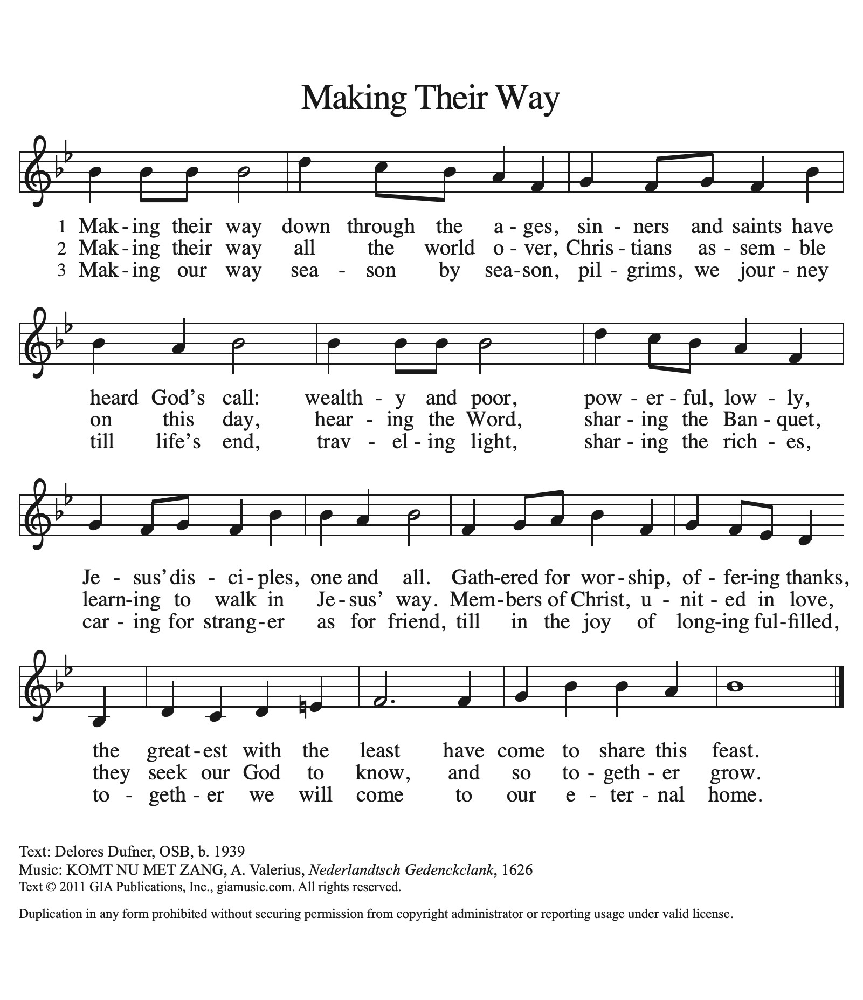 Making Their Way
1 Mak - ing their way down through the a - ges, sin - ners and saints have
2 Mak - ing their way all the world o - ver, Chris - tians as - sem - ble
3 Mak - ing our way sea - son by sea - son, pil - grims, we jour - ney
heard God’s call: wealth - y and poor, pow - er - ful, low - ly,
on this day, hear - ing the Word, shar - ing the Ban - quet,
till life’s end, trav - el - ing light, shar - ing the rich - es,
Je - sus’ dis - ci - ples, one and all. Gath - ered for wor - ship, of - fer - ing thanks,
learn - ing to walk in Je - sus’ way. Mem - bers of Christ, u - nit - ed in love,
car - ing for strang - er as for friend, till in the joy of long - ing ful - filled,
the great - est with the least have come to share this feast.
they seek our God to know, and so to - geth - er grow.
to - geth - er we will come to our e - ter - nal home.
Text: Delores Dufner, OSB, b. 1939
Music: KOMT NU MET ZANG, A. Valerius, Nederlandtsch Gedenckclank, 1626
Text © 2011 GIA Publications, Inc., giamusic.com. All rights reserved.
Duplication in any form prohibited without securing permission from copyright administrator or reporting usage under valid license.